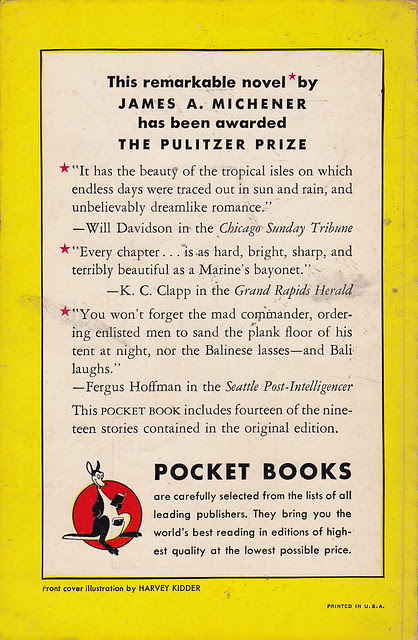 This remarkable novel * by
JAMES A. MICHENER
has been awarded
THE PULITZER PRIZE
★ "It has the beauty of the tropical isles on which
endless days were traced out in sun and rain, and
unbelievably dreamlike romance."
—Will Davidson in the Chicago Sunday Tribune
★ "Every chapter . . . is as hard, bright, sharp, and
terribly beautiful as a Marine's bayonet."
—K. C. Clapp in the Grand Rapids Herald
★ "You won't forget the mad commander, order-
ing enlisted men to sand the plank floor of his
tent at night, nor the Balinese lasses—and Bali
laughs."
—Fergus Hoffman in the Seattle Post-Intelligencer
This POCKET BOOK includes fourteen of the nine-
teen stories contained in the original edition.
POCKET BOOKS
are carefully selected from the lists of all
leading publishers. They bring you the
world's best reading in editions of high-
est quality at the lowest possible price.
Front cover illustration by HARVEY KIDDER
PRINTED IN U.S.A.